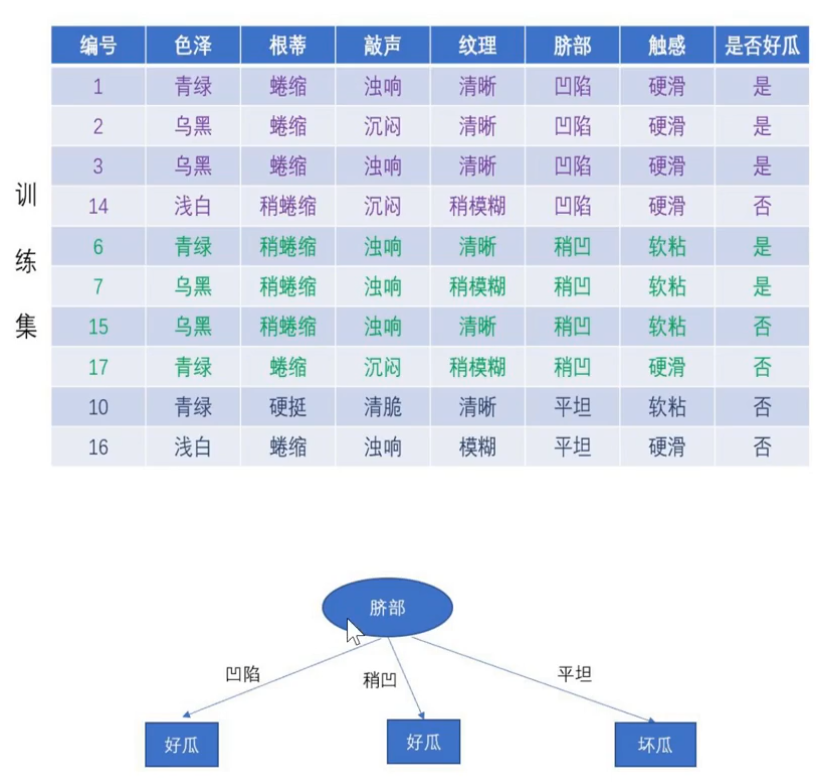 编号 色泽 根蒂 敲声 纹理 脐部 触感 是否好瓜
1 青绿 蜷缩 浊响 清晰 凹陷 硬滑 是
2 乌黑 蜷缩 沉闷 清晰 凹陷 硬滑 是
3 乌黑 蜷缩 浊响 清晰 凹陷 硬滑 是
14 浅白 稍蜷缩 沉闷 稍模糊 凹陷 硬滑 否
6 青绿 稍蜷缩 浊响 清晰 稍凹 软粘 是
7 乌黑 稍蜷缩 浊响 稍模糊 稍凹 软粘 是
15 乌黑 稍蜷缩 浊响 清晰 稍凹 软粘 否
17 青绿 蜷缩 沉闷 稍模糊 稍凹 硬滑 否
10 青绿 硬挺 清脆 清晰 平坦 软粘 否
16 浅白 蜷缩 浊响 模糊 平坦 硬滑 否
训
练
集
脐部
凹陷 稍凹 平坦
好瓜 好瓜 坏瓜